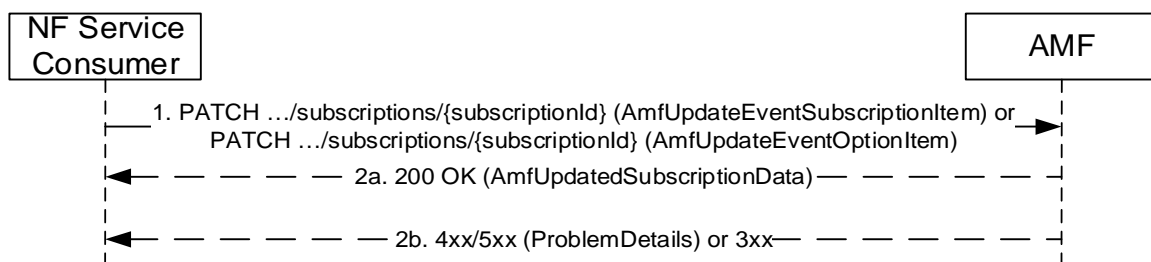 NF Service
Consumer
AMF
1. PATCH …/subscriptions/{subscriptionId} (AmfUpdateEventSubscriptionItem) or
PATCH …/subscriptions/{subscriptionId} (AmfUpdateEventOptionItem)
2a. 200 OK (AmfUpdatedSubscriptionData)
2b. 4xx/5xx (ProblemDetails) or 3xx